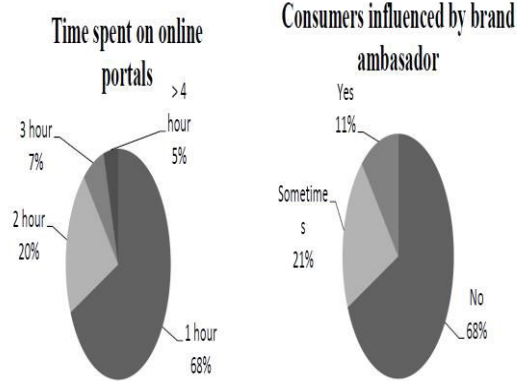 Time spent on online
portals
>4
hour
5%
3 hour
7%
2 hour
20%
1 hour
68%
Consumers influenced by brand
ambasador
Yes
11%
Sometime
s
21%
No
68%